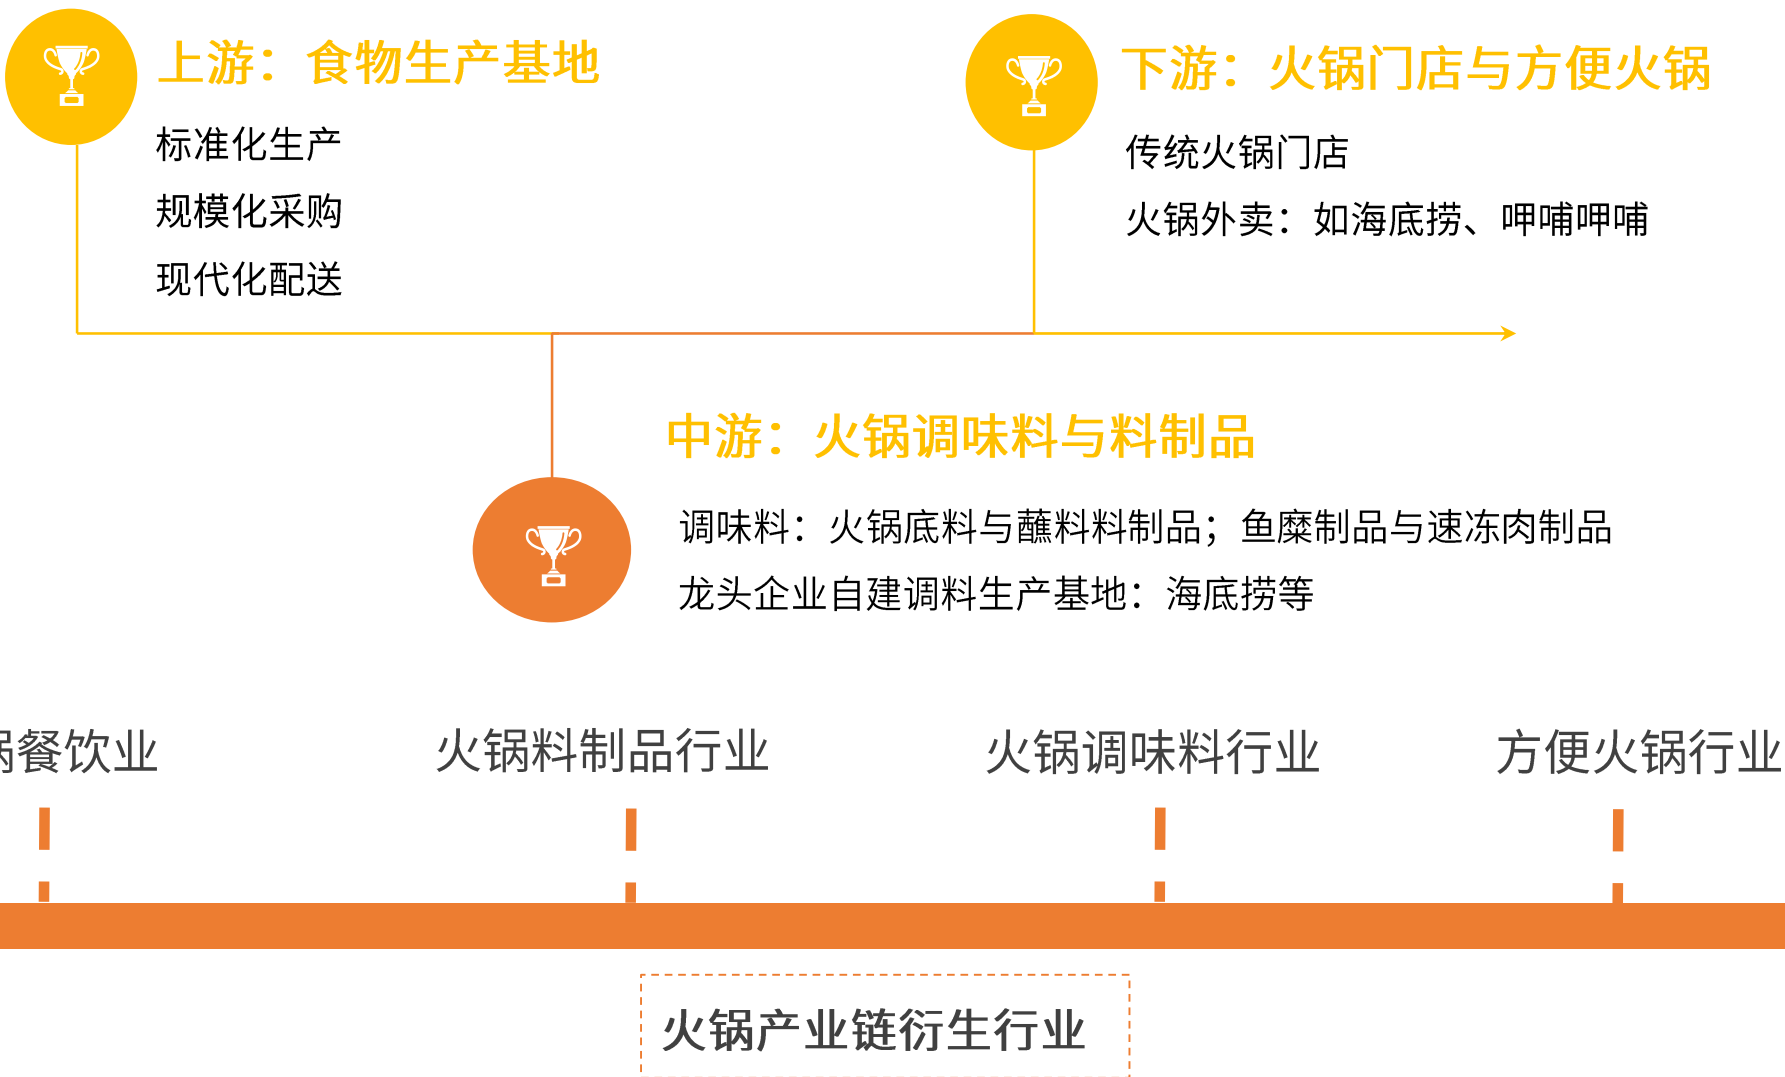 上游：食物生产基地
标准化生产
规模化采购
现代化配送
下游：火锅门店与方便火锅
传统火锅门店
火锅外卖：如海底捞、呷哺呷哺
中游：火锅调味料与料制品
调味料：火锅底料与蘸料料制品；鱼糜制品与速冻肉制品
龙头企业自建调料生产基地：海底捞等
锅餐饮业
火锅料制品行业
火锅调味料行业
方便火锅行业
火锅产业链衍生行业